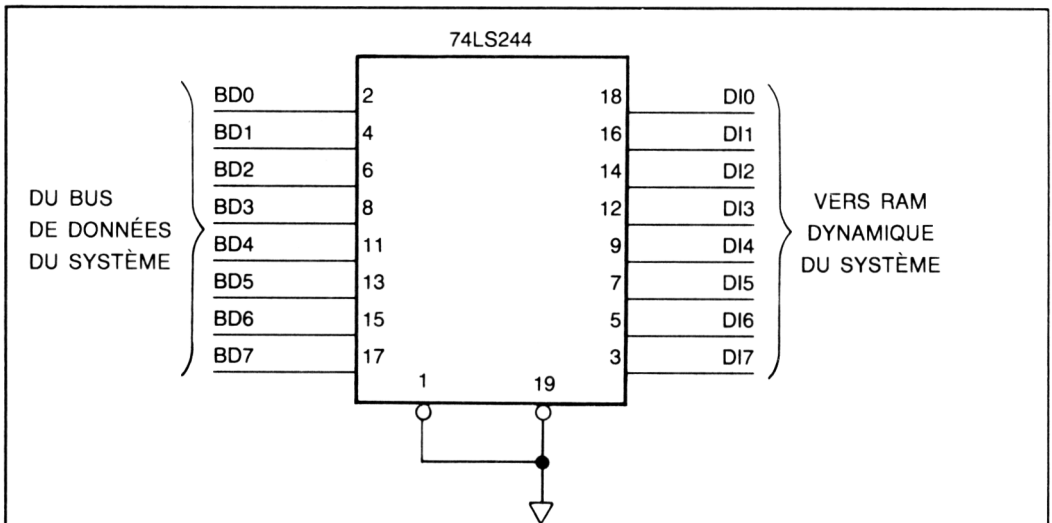 74LS244
BD0 2 18 DI0
BD1 4 16 DI1
BD2 6 14 DI2
BD3 8 12 DI3
BD4 11 9 DI4
BD5 13 7 DI5
BD6 15 5 DI6
BD7 17 3 DI7
1 19
DU BUS
DE DONNÉES
DU SYSTÈME
VERS RAM
DYNAMIQUE
DU SYSTÈME